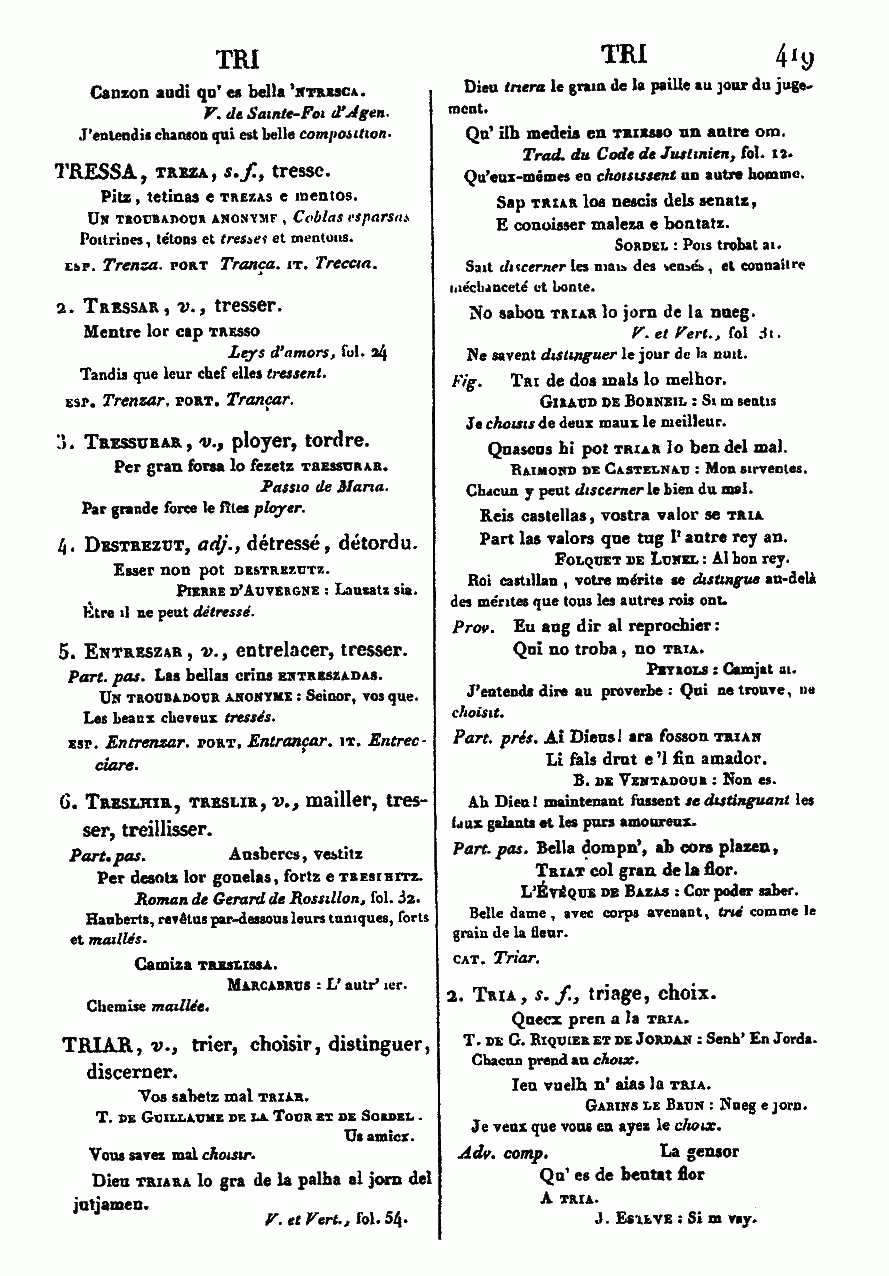 TRI
TRI 419
Canzon audi qu' es bella 'NTRESCA.
V. de Sainte-Foi d'Agen.
J'entendis chanson qui est belle composition.
TRESSA, TREZA, s. f., tresse.
Pitz, tetinas e TREZAS e mentos.
UN TROUBADOUR ANONYME, Coblas esparsas
Poitrines, tétons et tresses et mentons.
ESP. Trenza. PORT Trança. IT. Treccia.
2. TRESSAR, v., tresser.
Mentre lor cap TRESSO
Leys d'amors, fol. 24
Tandis que leur chef elles tressent.
ESP. Trenzar. PORT. Trançar.
3. TRESSURAR, v., ployer, tordre.
Per gran forsa lo fezetz TRESSURAR.
Passio de Maria.
Par grande force le fîtes ployer.
4. DESTREZUT, adj., détressé, détordu.
Esser non pot DESTREZUTZ.
PIERRE D'AUVERGNE : Lauzatz sia.
Être il ne peut détressé.
5. ENTRESZAR, v., entrelacer, tresser.
Part. pas. Las bellas crins ENTRESZADAS.
UN TROUBADOUR ANONYME : Seinor, vos que.
Les beaux cheveux tressés.
ESP. Entrenzar. PORT. Entrançar. IT. Entrec-
ciare.
6. TRESLHIR, TRESLIR, v., mailler, tres-
ser, treillisser.
Part. pas. Ausbercs, vestitz
Per desotz lor gonelas, fortz e TRESLHITZ.
Roman de Gerard de Rossillon, fol. 32.
Hauberts, revêtus par-dessous leurs tuniques, forts
et maillés.
Camiza TRESLISSA.
MARCABRUS : L' autr' ier.
Chemise maillée.
TRIAR, v., trier, choisir, distinguer,
discerner.
Vos sabetz mal TRIAR.
T. DE GUILLAUME DE LA TOUR ET DE SORDEL.
Us amicx.
Vous savez mal choisir.
Dieu TRIARA lo gra de la palha al jorn del
jutjamen.
V. et Vert., fol. 54.
Dieu triera le grain de la paille au jour du juge-
ment.
Qu' ilh medeis en TRIESSO un autre om.
Trad. du Code de Justinien, fol. 12.
Qu'eux-mêmes en choisissent un autre homme.
Sap TRIAR los nescis dels senatz,
E conoisser maleza e bontatz.
SORDEL : Pois trobat ai.
Sait discerner les niais des sensés, et connaître
méchanceté et bonté.
No sabon TRIAR lo jorn de la nueg.
V. et Vert., fol 31.
Ne savent distinguer le jour de la nuit.
Fig. TRI de dos mals lo melhor.
GIRAUD DE BORNEIL : Si m sentis
Je choisis de deux maux le meilleur.
Quascus hi pot TRIAR lo ben del mal.
RAIMOND DE CASTELNAU : Mon sirventes.
Chacun y peut discerner le bien du mal.
Reis castellas, vostra valor se TRIA
Part las valors que tug l' autre rey an.
FOLQUET DE LUNEL : Al bon rey.
Roi castillan, votre mérite se distingue au-delà
des mérites que tous les autres rois ont.
Prov. Eu aug dir al reprochier :
Qui no troba, no TRIA.
PEYROLS : Camjat ai.
J'entends dire au proverbe : Qui ne trouve, ne
choisit.
Part. prés. Ai Dieus! ara fosson TRIAN
Li fals drut e 'l fin amador.
B. DE VENTADOUR : Non es.
Ah Dieu! maintenant fussent se distinguant les
faux galants et les purs amoureux.
Part. pas. Bella dompn', ab cors plazen,
TRIAT col gran de la flor.
L'ÉVÊQUE DE BAZAS : Cor poder saber.
Belle dame, avec corps avenant, trié comme le
grain de la fleur.
CAT. Triar.
2. TRIA, s. f., triage, choix.
Quecx pren a la TRIA.
T. DE G. RIQUIER ET DE JORDAN : Senh' En Jorda.
Chacun prend au choix.
Ieu vuelh n' aias la TRIA.
GARINS LE BRUN : Nueg e jorn.
Je veux que vous en ayez le choix.
Adv. comp. La gensor
Qu' es de beutat flor
A TRIA.
J. ESTEVE : Si m vay.